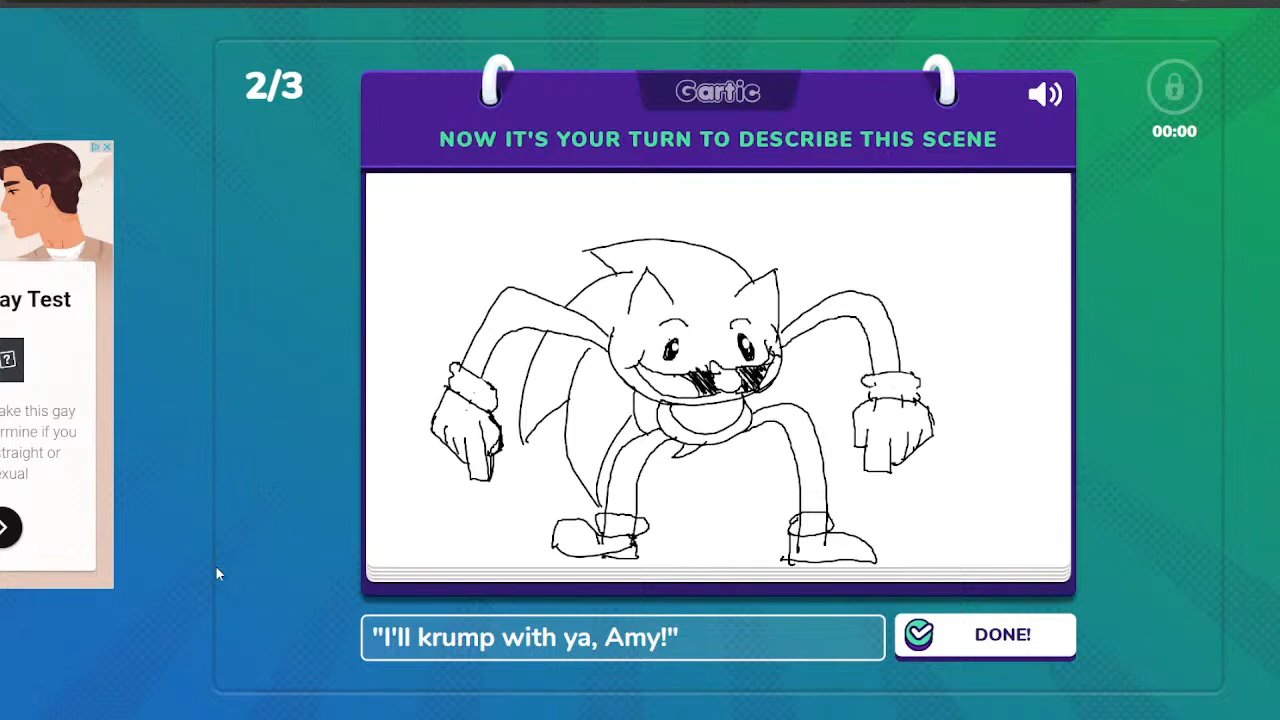 2/3
Gartic
NOW IT'S YOUR TURN TO DESCRIBE THIS SCENE
00:00
ay Test
?
ake this gay
rmine if you
straight or
exual
"I'll krump with ya, Amy!"
DONE!